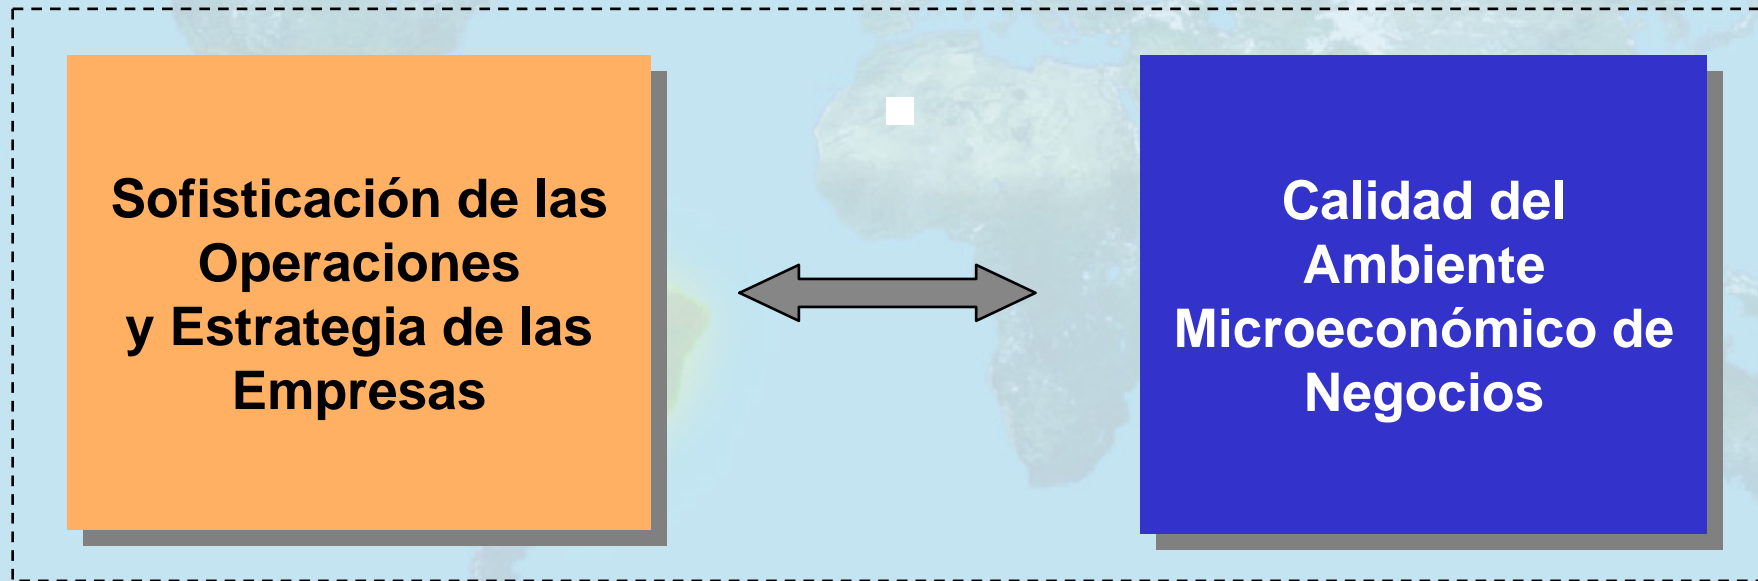 Sofisticación de las
Operaciones
y Estrategia de las
Empresas
Calidad del
Ambiente
Microeconómico de
Negocios